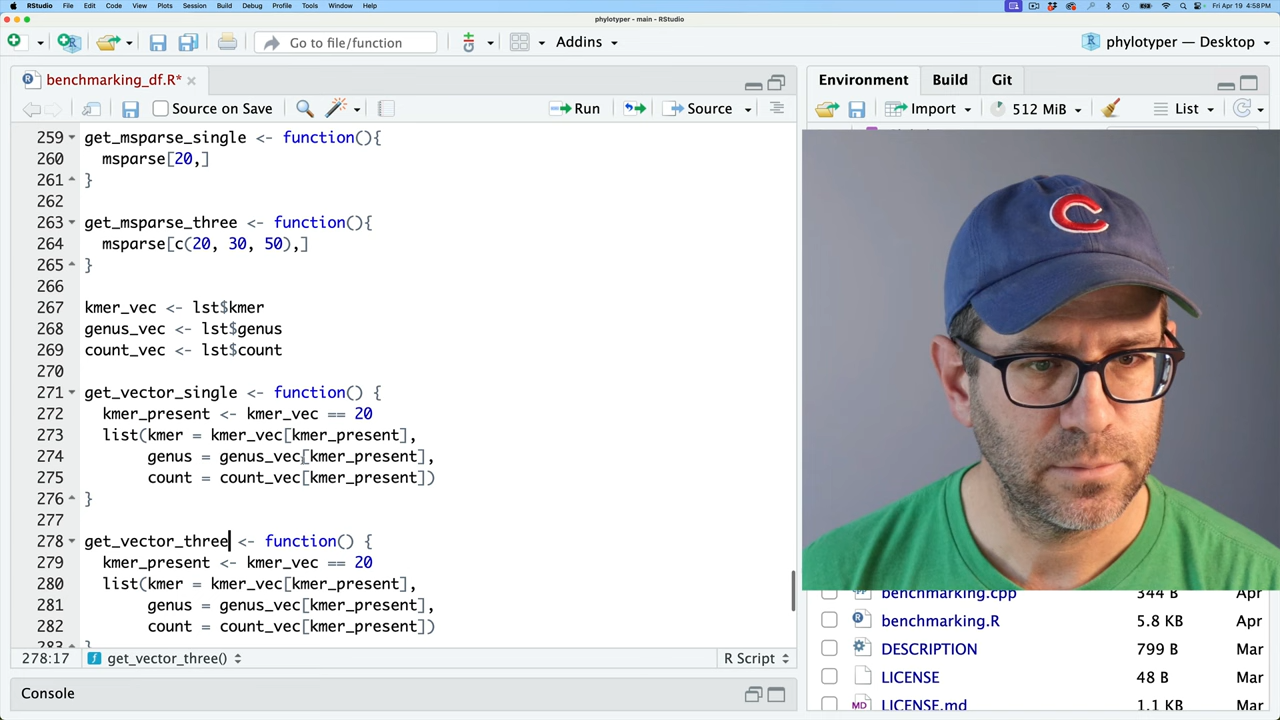 RStudio File Edit Code View Plots Session Build Debug Profile Tools Window Help Fri Apr 19 4:58 PM
phylotyper - main - RStudio
Go to file/function Addins phylotyper — Desktop
benchmarking_df.R*
Environment Build Git
Source on Save Run Source
Import 512 MiB List
259 get_msparse_single <- function(){
260 msparse[20,]
261 }
262
263 get_msparse_three <- function(){
264 msparse[c(20, 30, 50),]
265 }
266
267 kmer_vec <- lst$kmer
268 genus_vec <- lst$genus
269 count_vec <- lst$count
270
271 get_vector_single <- function() {
272 kmer_present <- kmer_vec == 20
273 list(kmer = kmer_vec[kmer_present],
274 genus = genus_vec[kmer_present],
275 count = count_vec[kmer_present])
276 }
277
278 get_vector_three <- function() {
279 kmer_present <- kmer_vec == 20
280 list(kmer = kmer_vec[kmer_present],
281 genus = genus_vec[kmer_present],
282 count = count_vec[kmer_present])
283 }
278:17 get_vector_three() R Script
Console
benchmarking.cpp 344 B Apr
benchmarking.R 5.8 KB Apr
DESCRIPTION 799 B Mar
LICENSE 48 B Mar
LICENSE.md 1.1 KB Mar
C